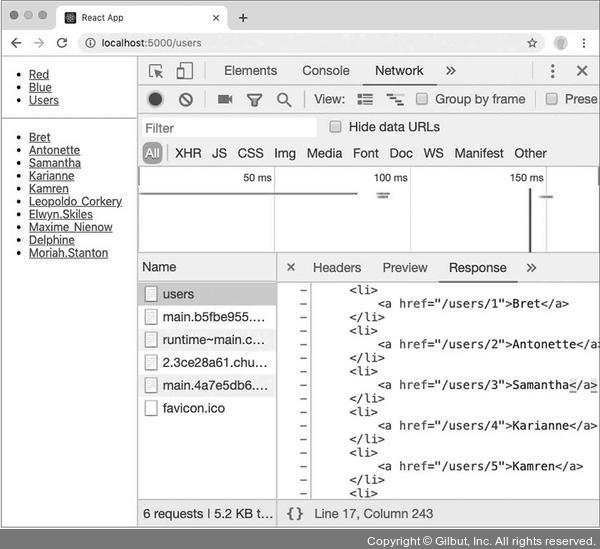 React App
localhost:5000/users
Red
Blue
Users
Bret
Antonette
Samantha
Karianne
Kamren
Leopoldo_Corkery
Elwyn.Skiles
Maxime_Nienow
Delphine
Moriah.Stanton
Elements Console Network
View: Group by frame Prese
Filter Hide data URLs
All XHR JS CSS Img Media Font Doc WS Manifest Other
50 ms 100 ms 150 ms
Name
users
main.b5fbe955....
runtime~main.c...
2.3ce28a61.chu...
main.4a7e5db6....
favicon.ico
6 requests | 5.2 KB t...
Headers Preview Response
<li>
<a href="/users/1">Bret</a>
</li>
<li>
<a href="/users/2">Antonette</a>
</li>
<li>
<a href="/users/3">Samantha</a>
</li>
<li>
<a href="/users/4">Karianne</a>
</li>
<li>
<a href="/users/5">Kamren</a>
</li>
<li>
{} Line 17, Column 243
Copyright © Gilbut, Inc. All rights reserved.